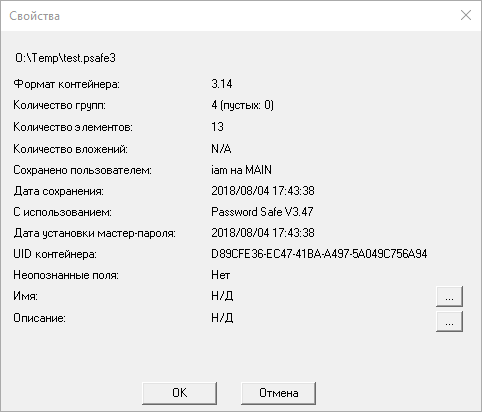 Свойства
O:\Temp\test.psafe3
Формат контейнера: 3.14
Количество групп: 4 (пустых: 0)
Количество элементов: 13
Количество вложений: N/A
Сохранено пользователем: iam на MAIN
Дата сохранения: 2018/08/04 17:43:38
С использованием: Password Safe V3.47
Дата установки мастер-пароля: 2018/08/04 17:43:38
UID контейнера: D89CFE36-EC47-41BA-A497-5A049C756A94
Неопознанные поля: Нет
Имя: Н/Д ...
Описание: Н/Д ...
OK Отмена